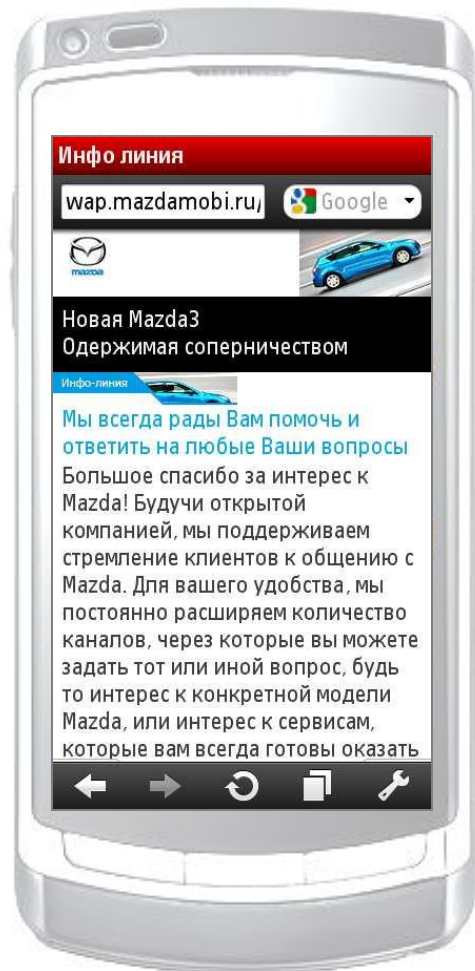 Инфо линия
wap.mazdamobi.ru/
Google
mazda
Новая Mazda3
Одержимая соперничеством
Инфо-линия
Мы всегда рады Вам помочь и
ответить на любые Ваши вопросы
Большое спасибо за интерес к
Mazda! Будучи открытой
компанией, мы поддерживаем
стремление клиентов к общению с
Mazda. Для вашего удобства, мы
постоянно расширяем количество
каналов, через которые вы можете
задать тот или иной вопрос, будь
то интерес к конкретной модели
Mazda, или интерес к сервисам,
которые вам всегда готовы оказать